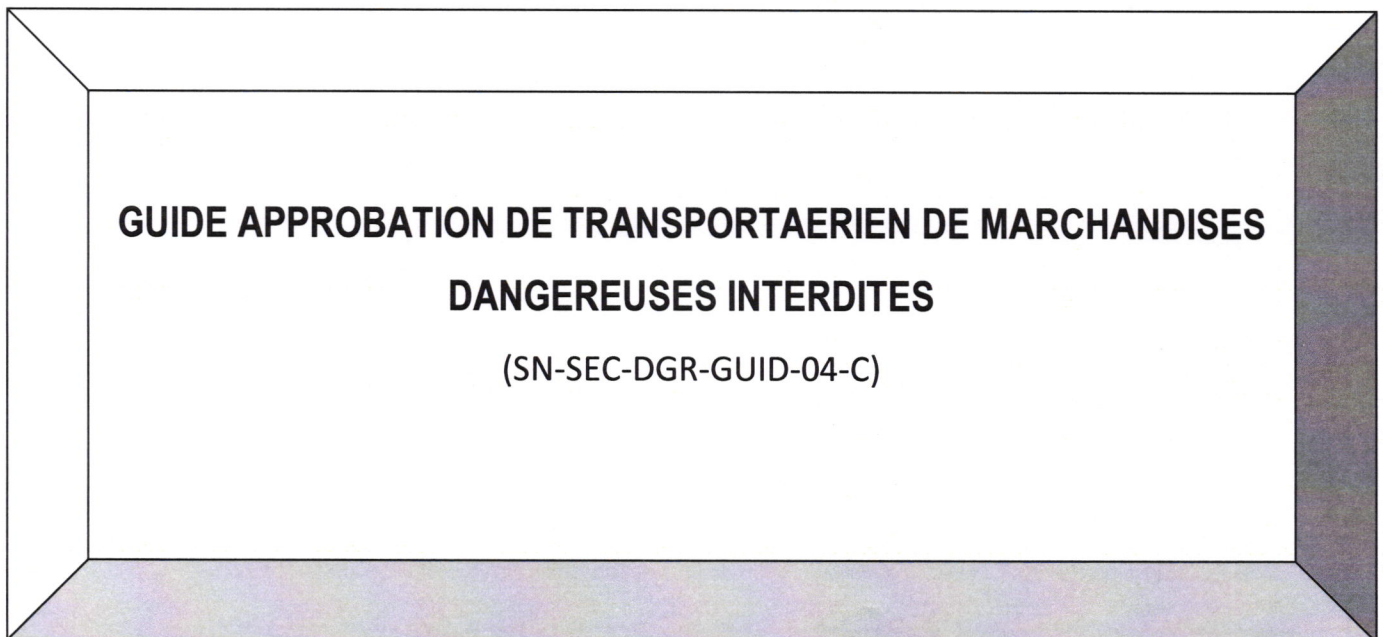 GUIDE APPROBATION DE TRANSPORTAERIEN DE MARCHANDISES
DANGEREUSES INTERDITES
(SN-SEC-DGR-GUID-04-C)